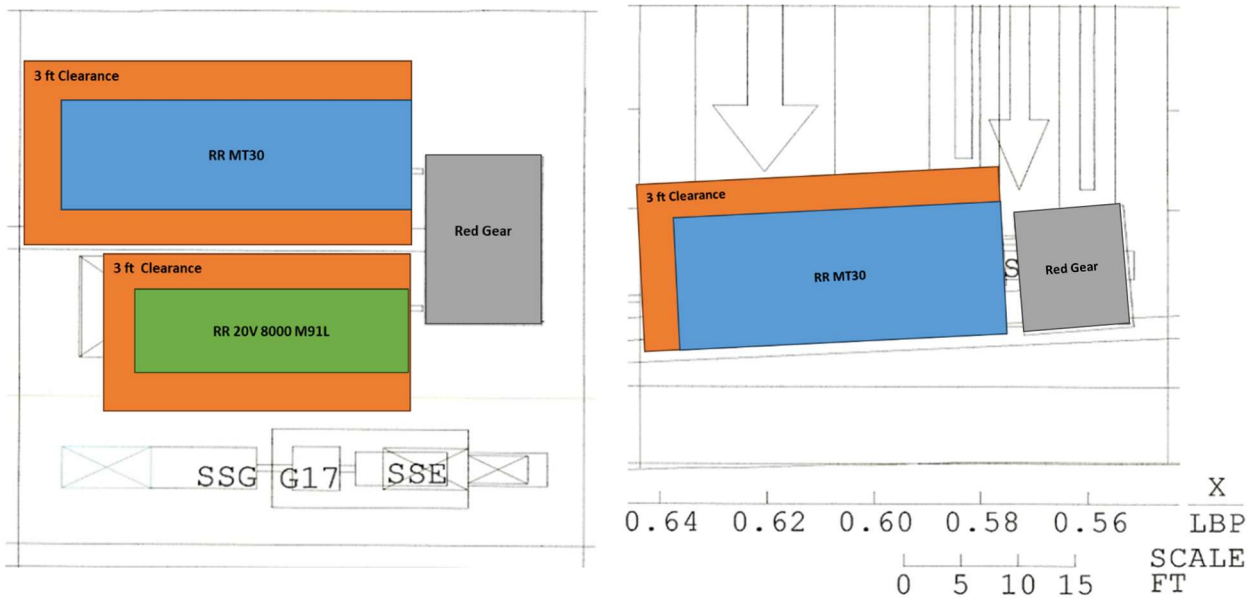 3 ft Clearance
RR MT30
Red Gear
3 ft Clearance
RR 20V 8000 M91L
SSG G17 SSE
3 ft Clearance
RR MT30
S
Red Gear
X
0.64 0.62 0.60 0.58 0.56 LBP
SCALE
0 5 10 15 FT